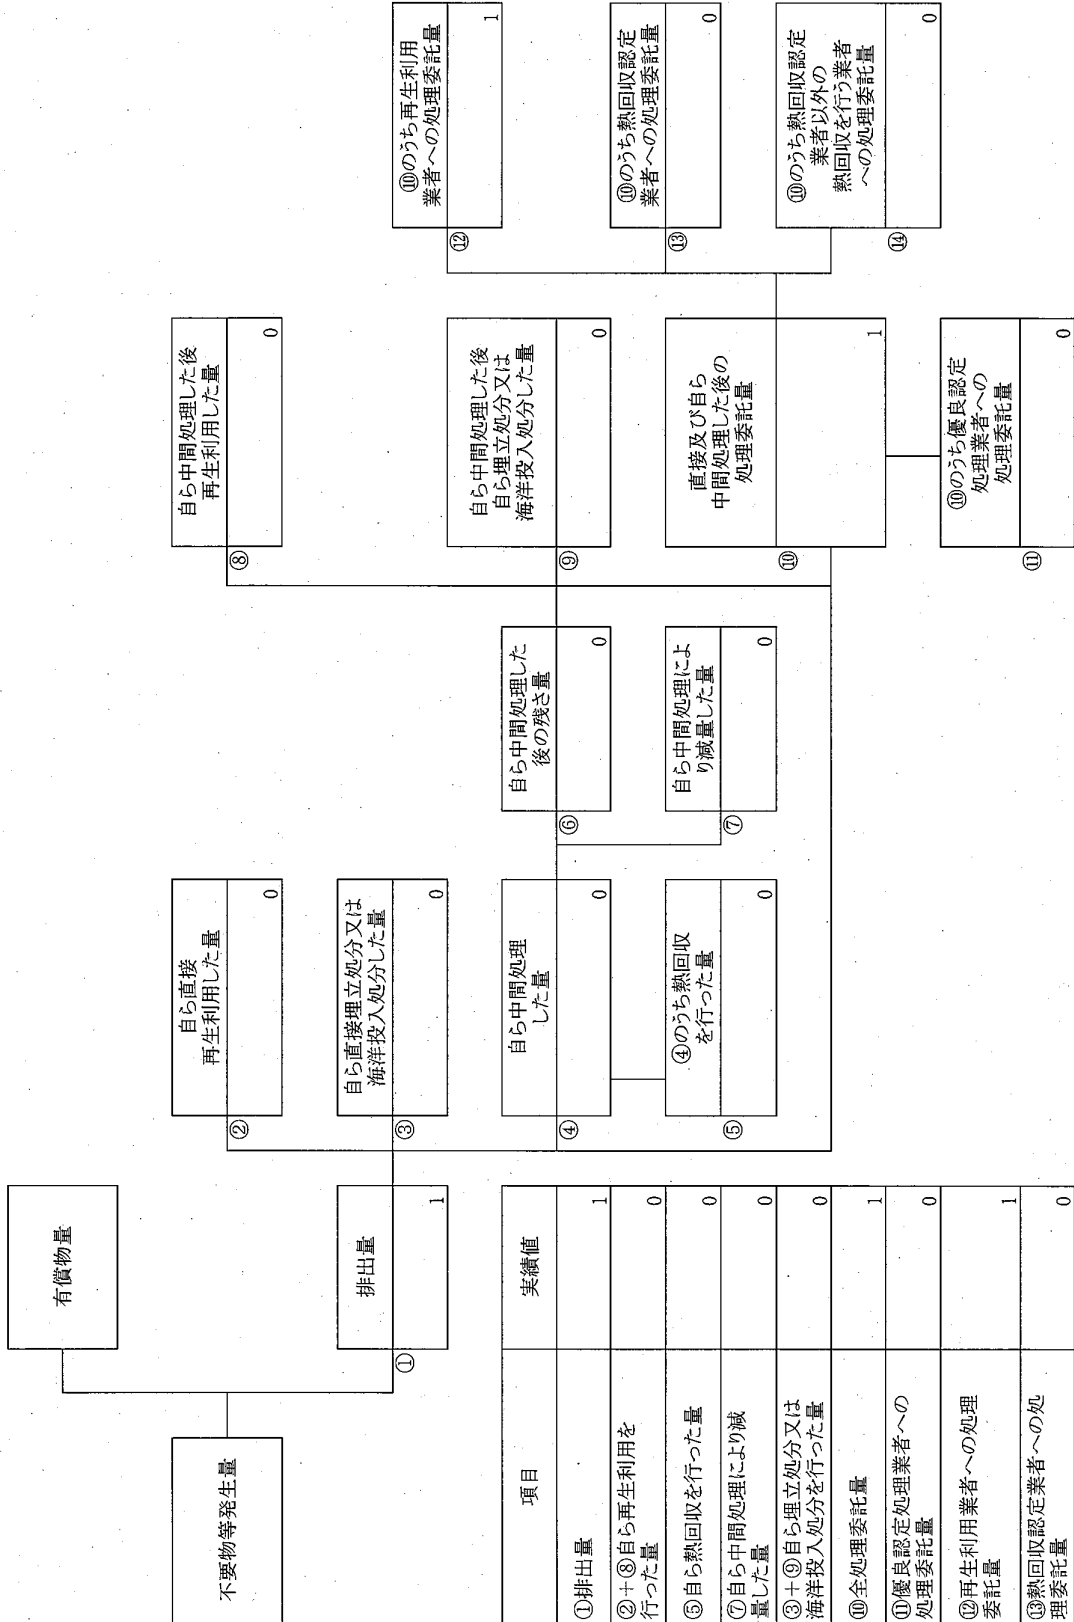 不要物等発生量
有償物量
①
排出量
1
②
自ら直接
再生利用した量
0
③
自ら直接埋立処分又は
海洋投入処分した量
0
④
自ら中間処理
した量
0
⑤
④のうち熱回収
を行った量
0
⑥
自ら中間処理した
後の残さ量
0
⑦
自ら中間処理によ
り減量した量
0
⑧
自ら中間処理した後
再生利用した量
0
⑨
自ら中間処理した後
自ら埋立処分又は
海洋投入処分した量
0
⑩
直接及び自ら
中間処理した後の
処理委託量
1
⑪
⑩のうち優良認定
処理業者への
処理委託量
0
⑫
⑩のうち再生利用
業者への処理委託量
1
⑬
⑩のうち熱回収認定
業者への処理委託量
0
⑭
⑩のうち熱回収認定
業者以外の
熱回収を行う業者
への処理委託量
0
項目 実績値
①排出量 1
②+⑧自ら再生利用を
行った量 0
⑤自ら熱回収を行った量 0
⑦自ら中間処理により減
量した量 0
③+⑨自ら埋立処分又は
海洋投入処分を行った量 0
⑩全処理委託量 1
⑪優良認定処理業者への
処理委託量 0
⑫再生利用業者への処理
委託量 1
⑬熱回収認定業者への処
理委託量 0